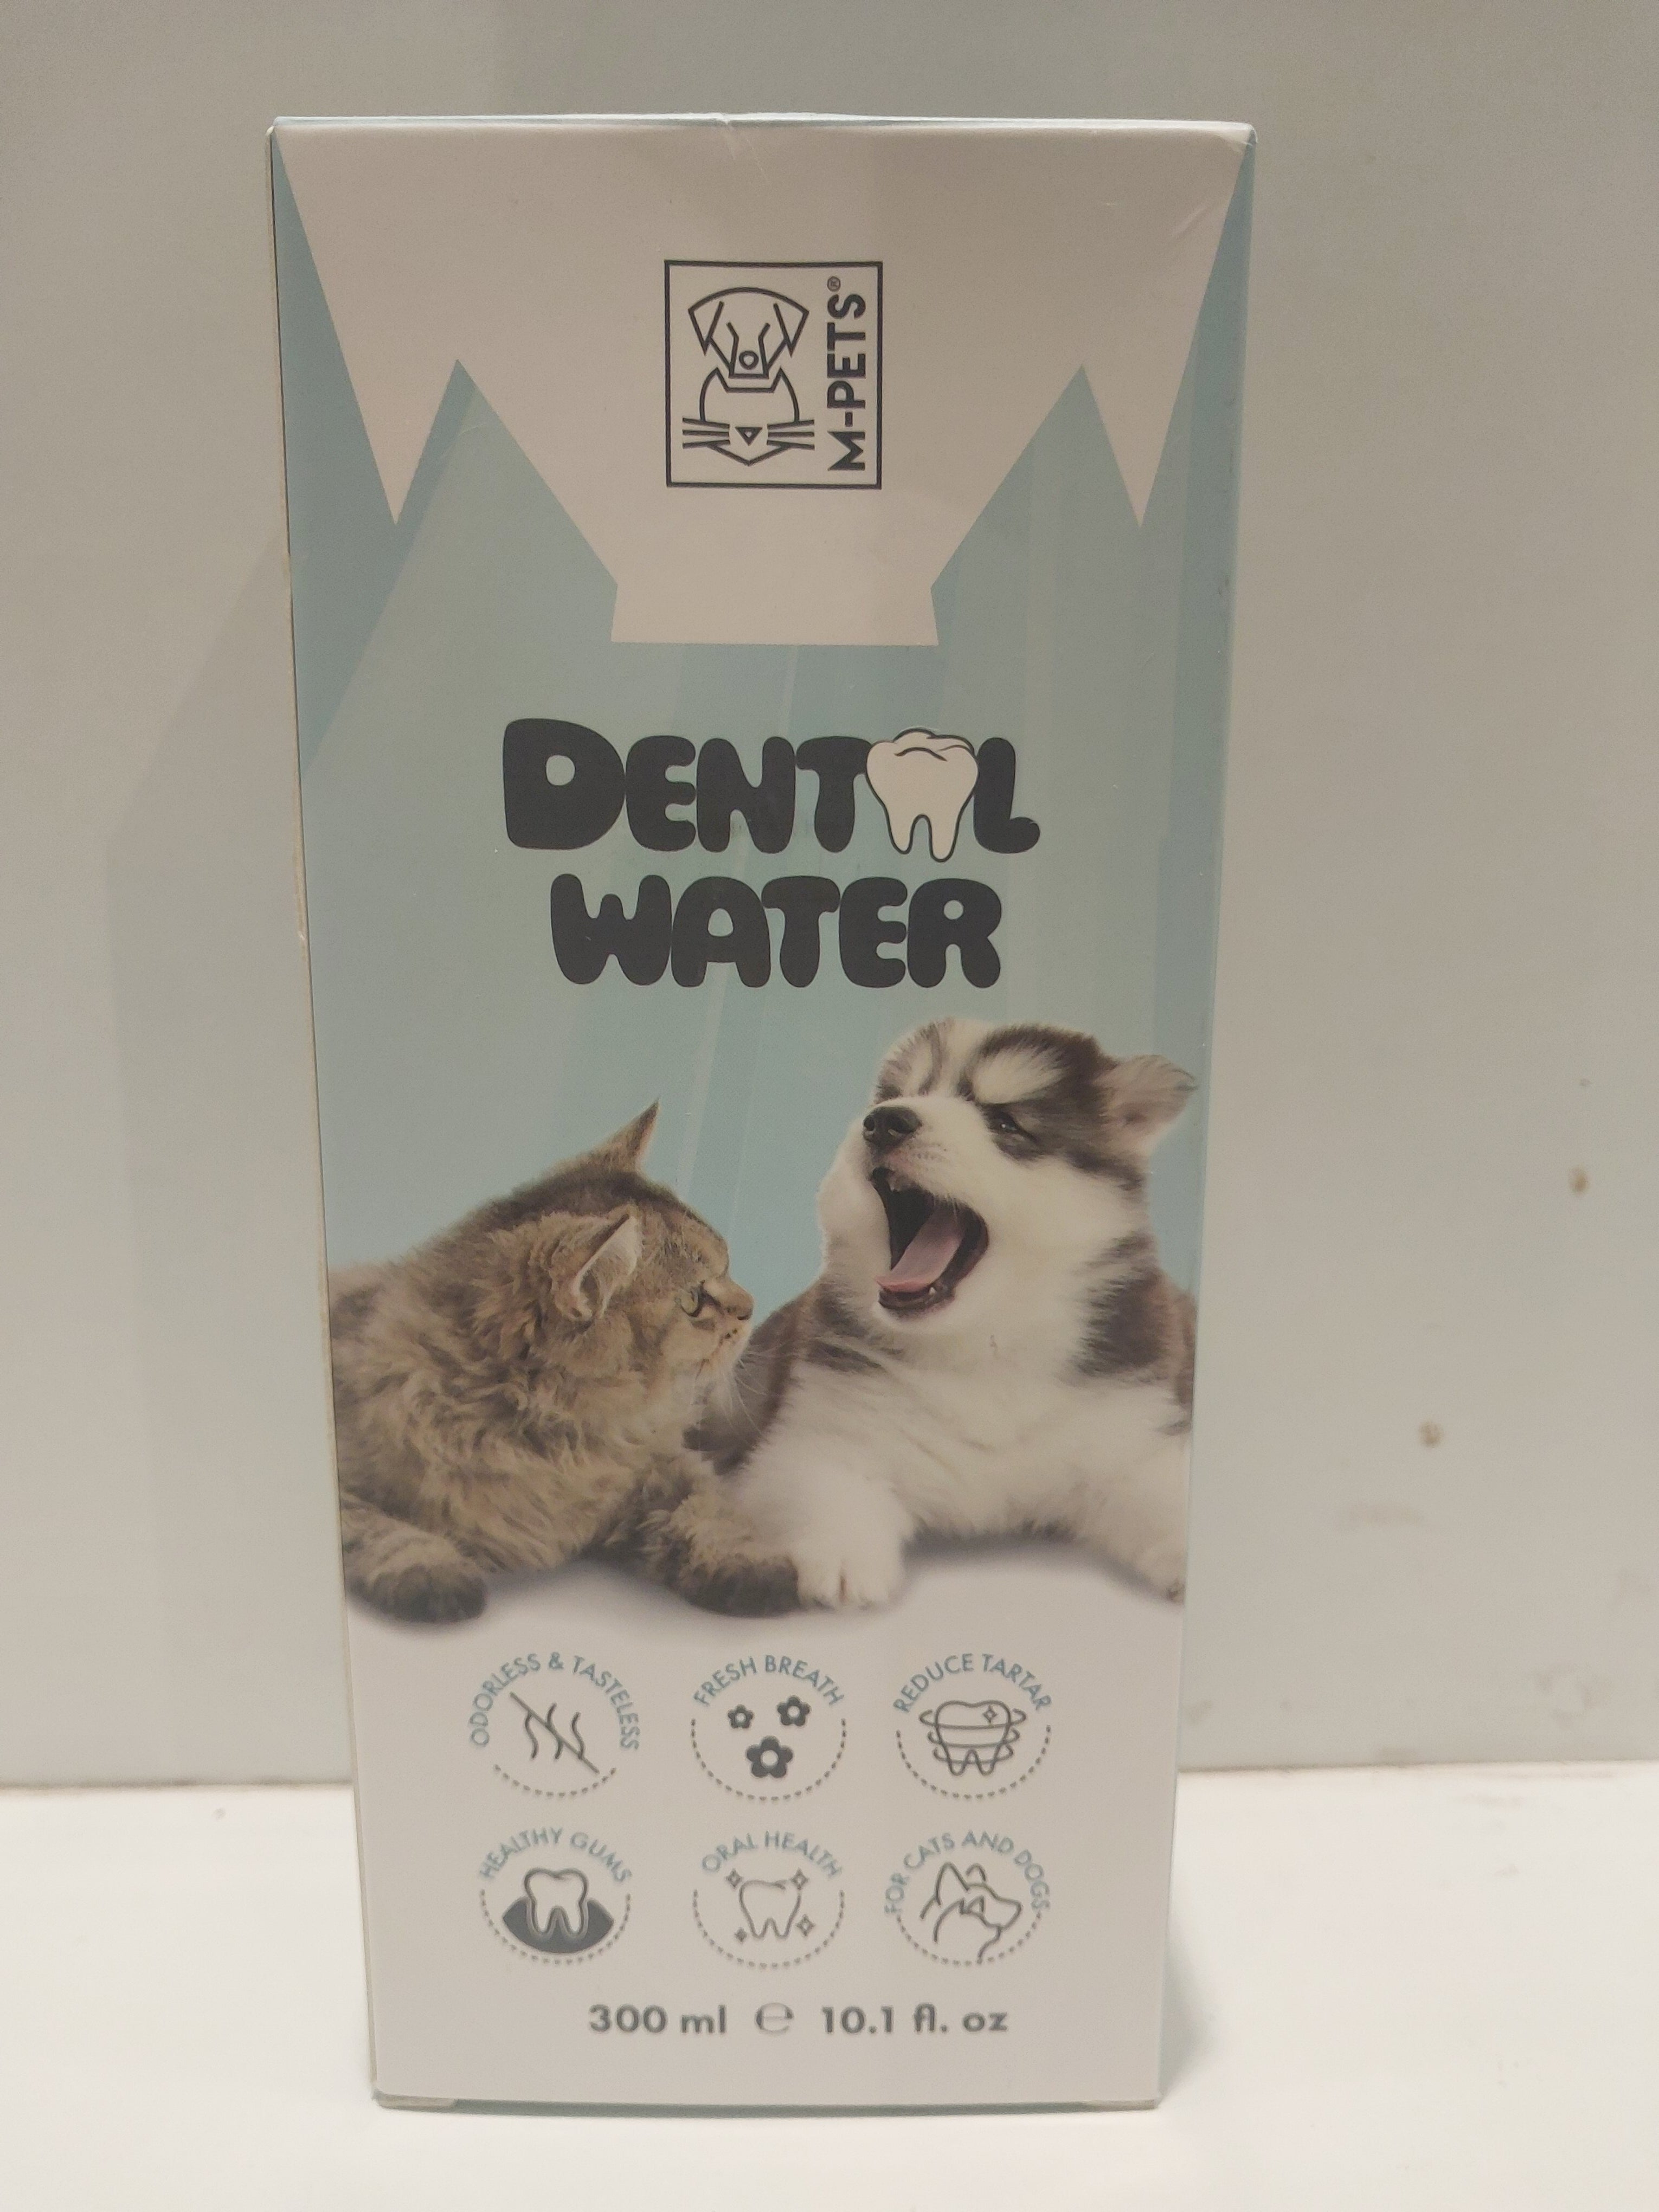 M-PETS®
DENTAL
WATER
ODORLESS & TASTELESS
FRESH BREATH
REDUCE TARTAR
HEALTHY GUMS
ORAL HEALTH
FOR CATS AND DOGS
300 ml ℮ 10.1 fl. oz